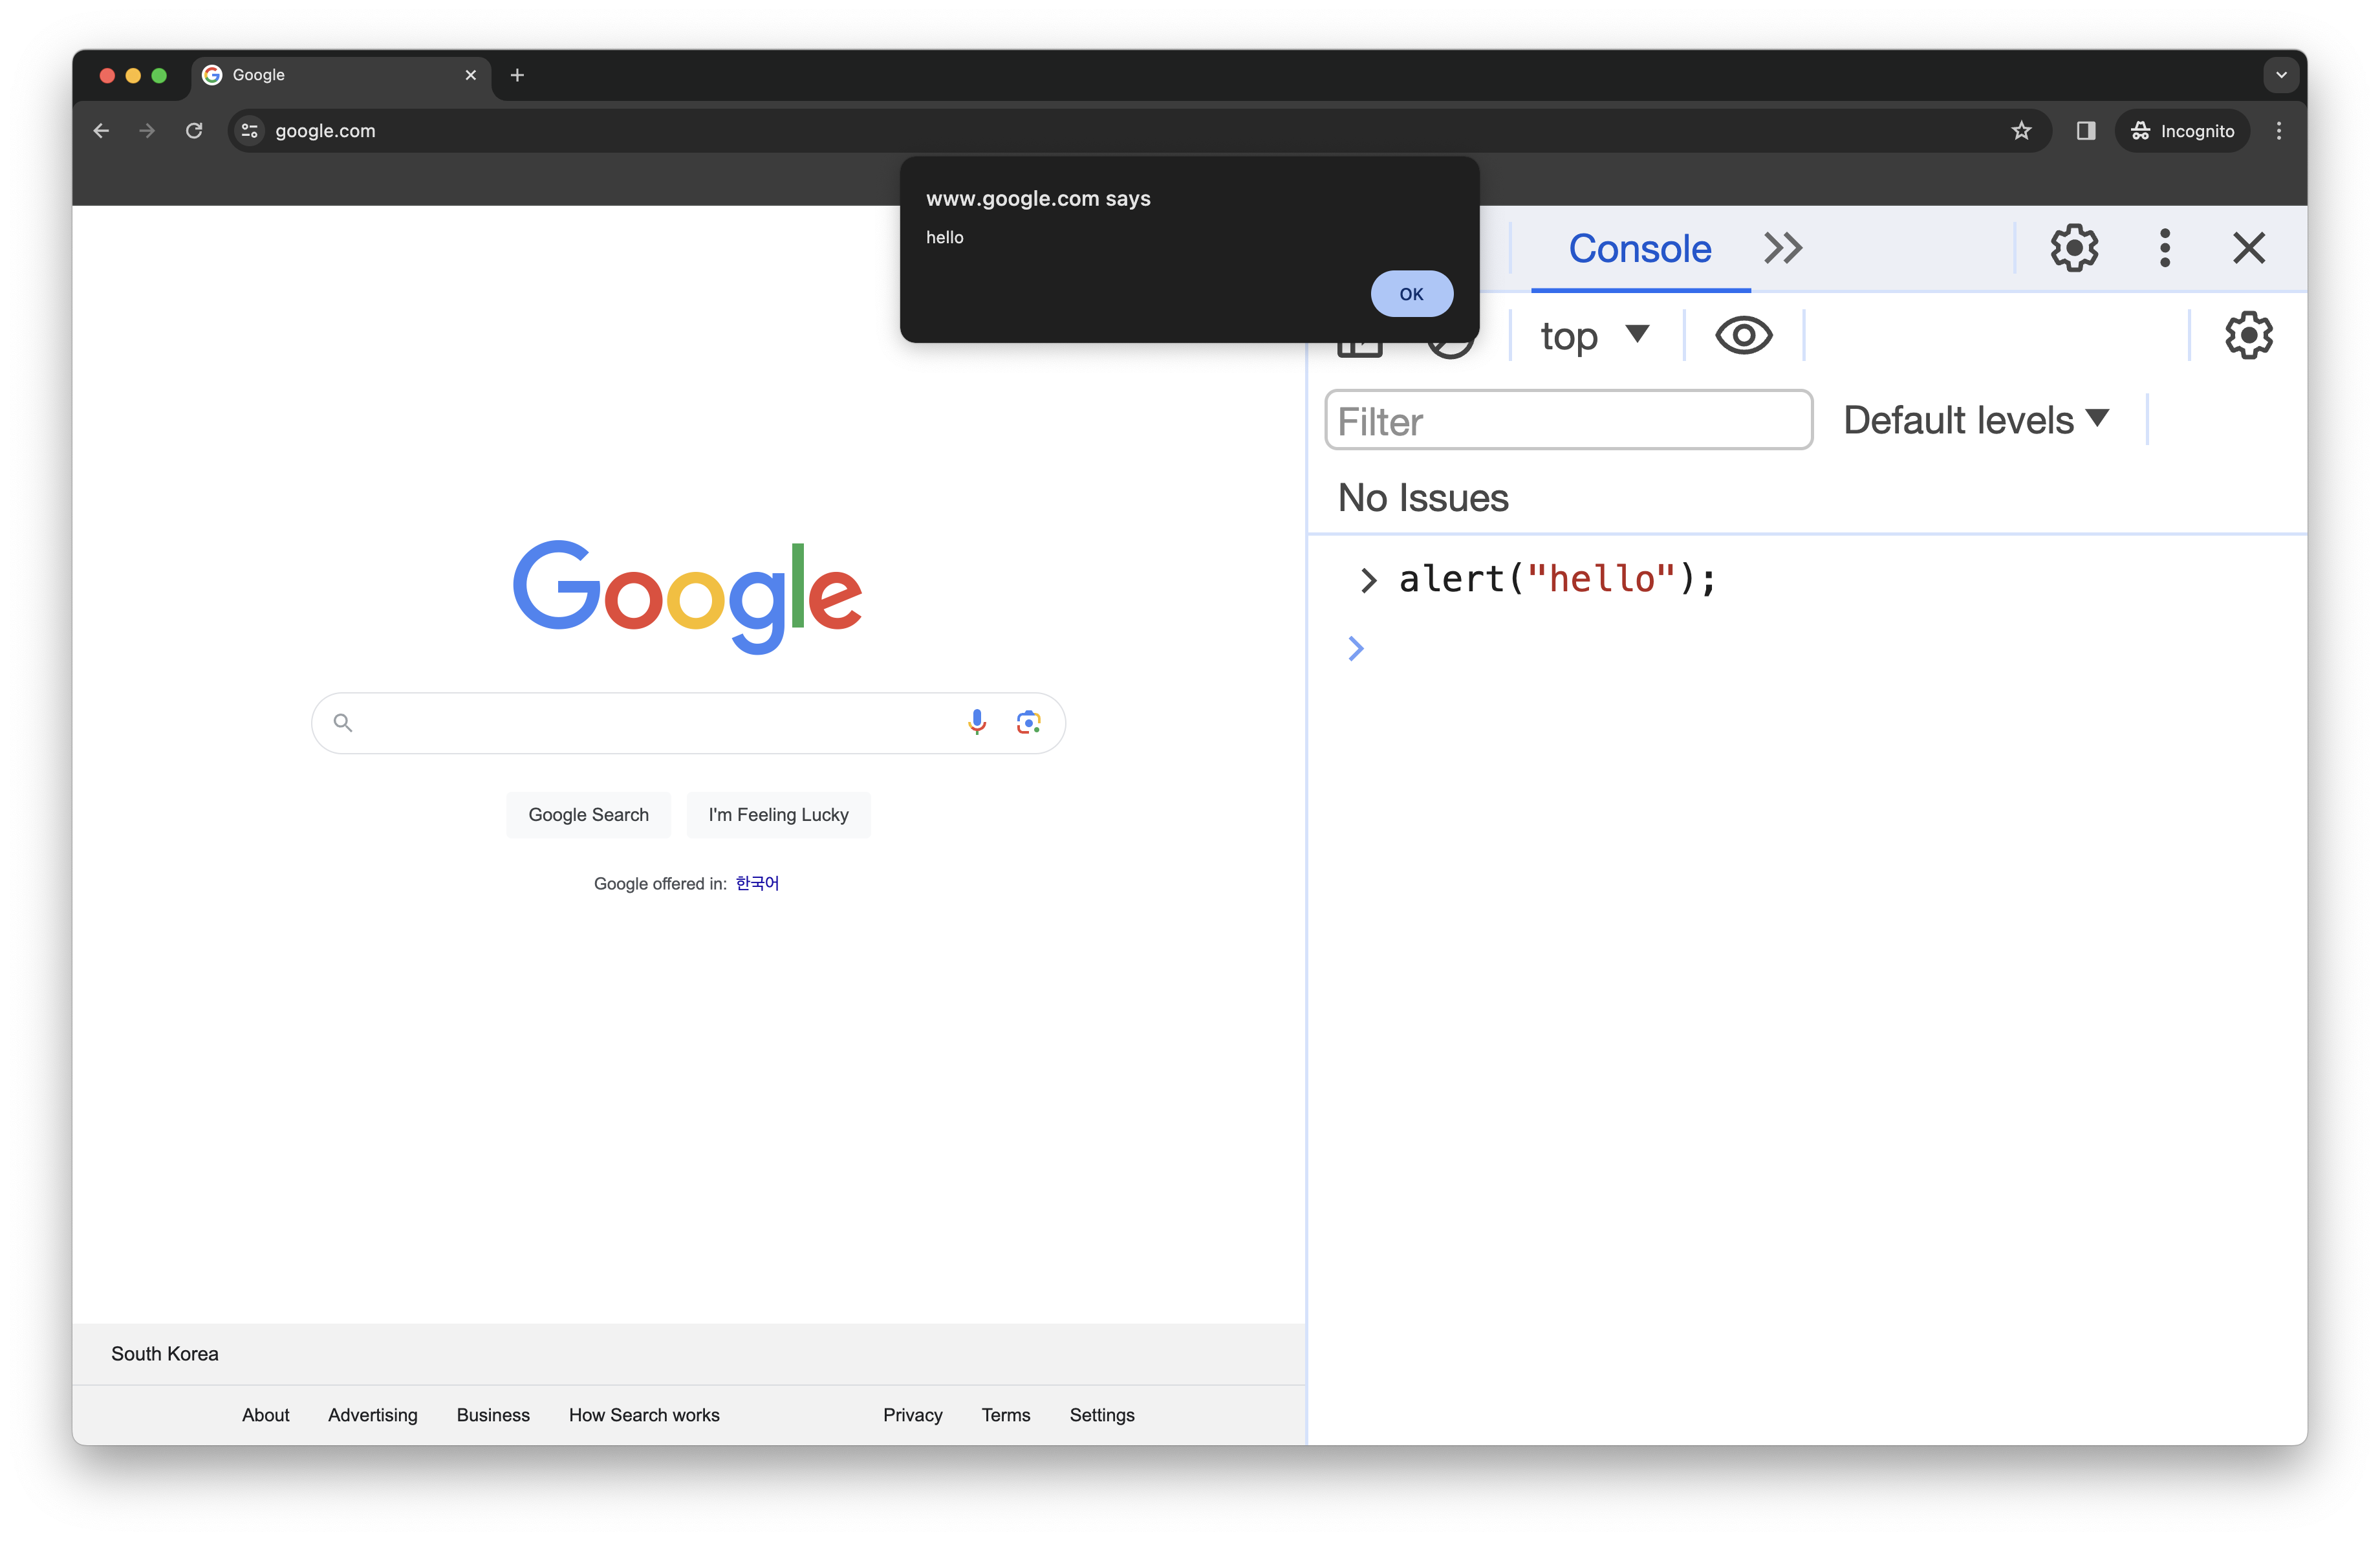 Google
google.com
Incognito
www.google.com says
hello
OK
Console
top
Filter
Default levels
No Issues
alert("hello");
Google
Google Search
I'm Feeling Lucky
Google offered in: 한국어
South Korea
About Advertising Business How Search works Privacy Terms Settings